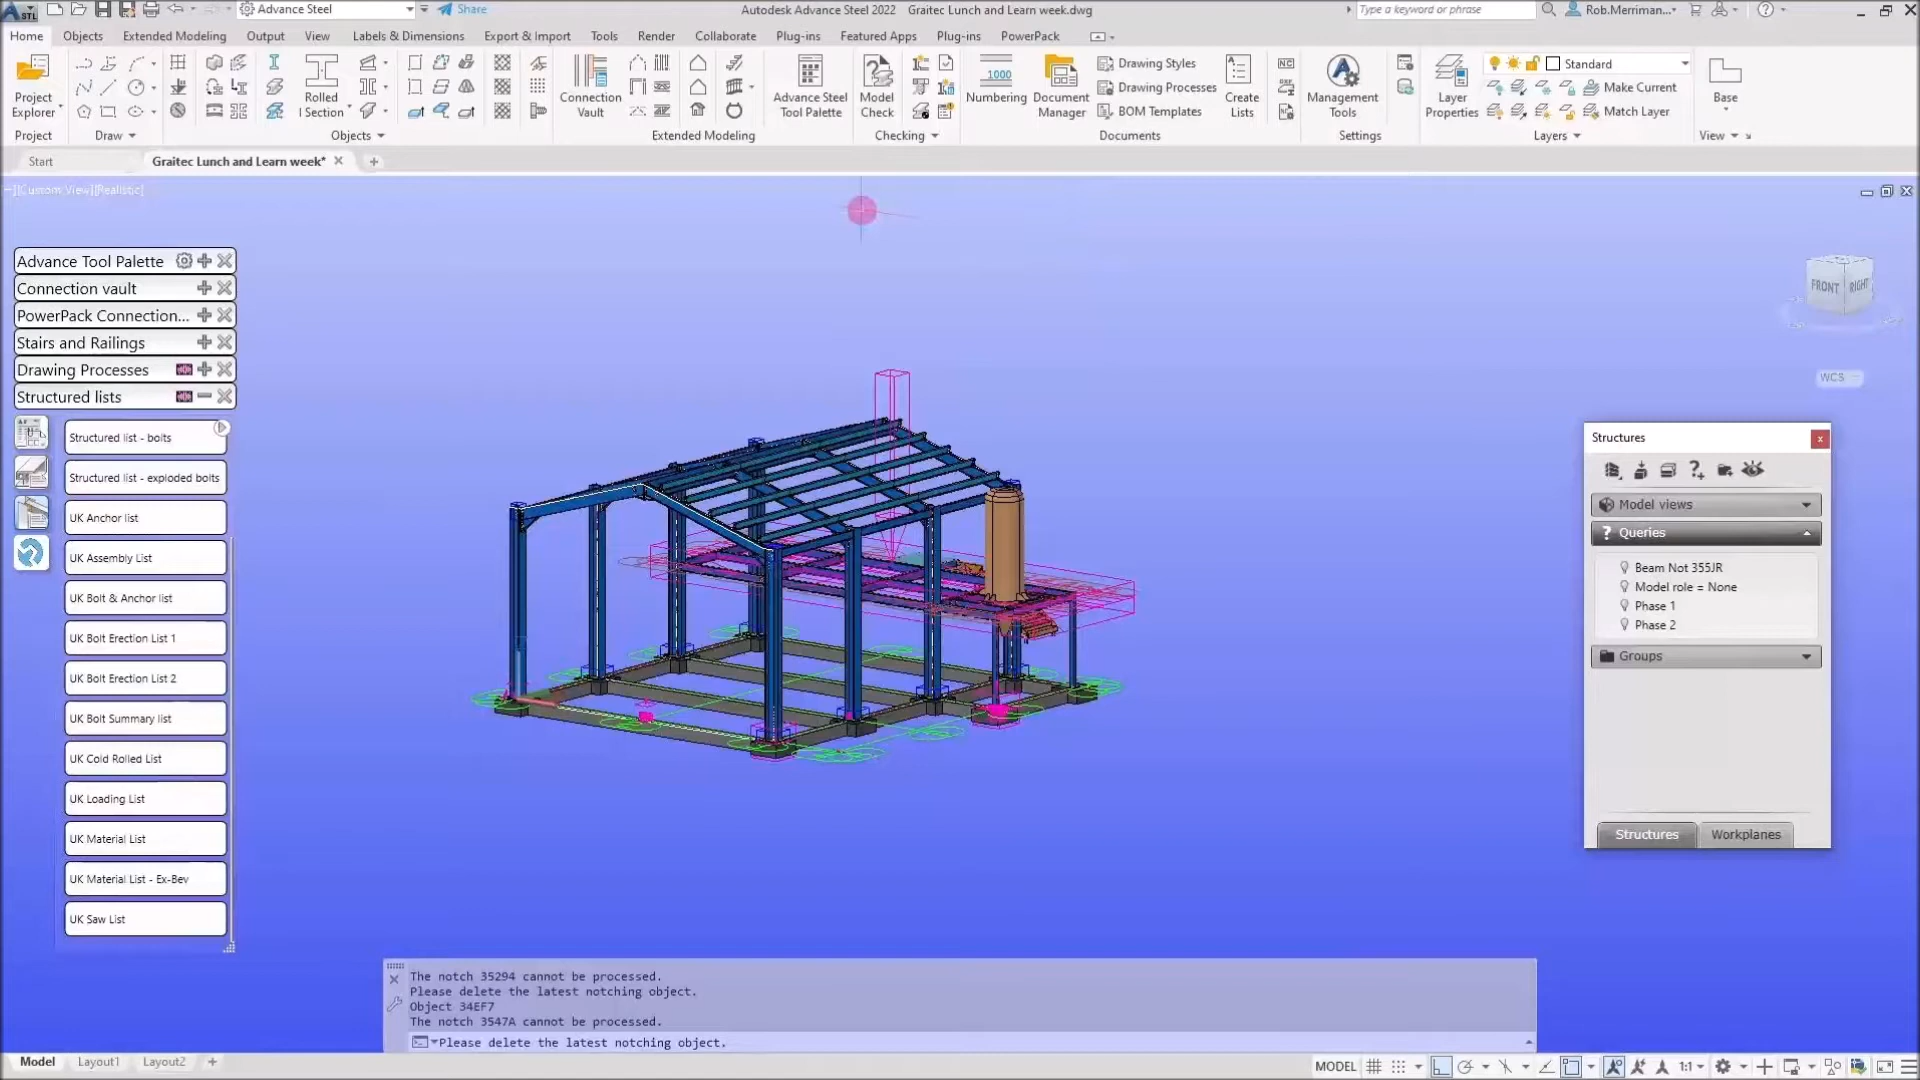 STL
Advance Steel
Share
Autodesk Advance Steel 2022 Graitec Lunch and Learn week.dwg
Type a keyword or phrase
Rob.Merriman...
Home Objects Extended Modeling Output View Labels & Dimensions Export & Import Tools Render Collaborate Plug-ins Featured Apps Plug-ins PowerPack
Project Explorer
Rolled I Section
Connection Vault
Advance Steel Tool Palette
Model Check
1000
Numbering
Document Manager
Drawing Styles
Drawing Processes
BOM Templates
Create Lists
NC
DXF
Management Tools
Layer Properties
Standard
Make Current
Match Layer
Base
Project Draw Objects Extended Modeling Checking Documents Settings Layers View
Start
Graitec Lunch and Learn week*
[-][Custom View][Realistic]
Advance Tool Palette
Connection vault
PowerPack Connection...
Stairs and Railings
Drawing Processes
Structured lists
Structured list - bolts
Structured list - exploded bolts
UK Anchor list
UK Assembly List
UK Bolt & Anchor list
UK Bolt Erection List 1
UK Bolt Erection List 2
UK Bolt Summary list
UK Cold Rolled List
UK Loading List
UK Material List
UK Material List - Ex-Bev
UK Saw List
FRONT RIGHT
WCS
Structures
Model views
Queries
Beam Not 355JR
Model role = None
Phase 1
Phase 2
Groups
Structures Workplanes
The notch 35294 cannot be processed.
Please delete the latest notching object.
Object 34EF7
The notch 3547A cannot be processed.
Please delete the latest notching object.
Model Layout1 Layout2
MODEL 1:1